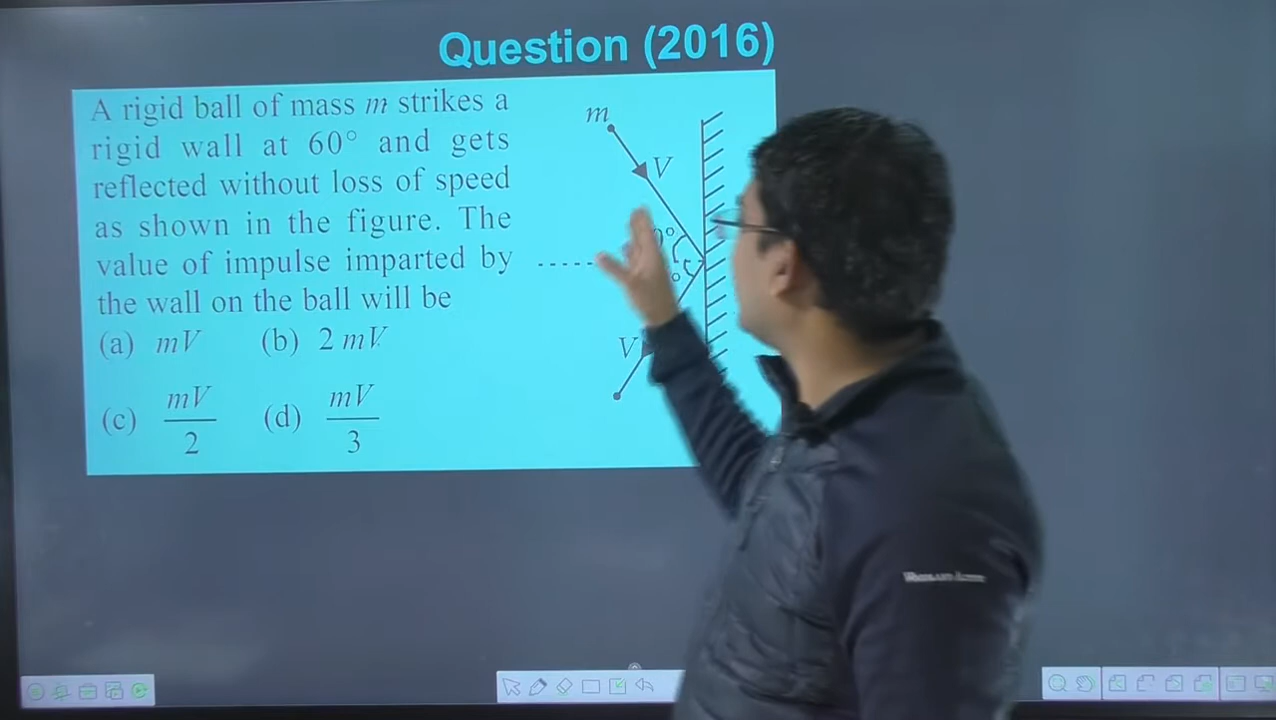 Question (2016)
A rigid ball of mass m strikes a
rigid wall at 60° and gets
reflected without loss of speed
as shown in the figure. The
value of impulse imparted by
the wall on the ball will be
(a) mV (b) 2 mV.
(c) mV/2 (d) mV/3
m
V
V